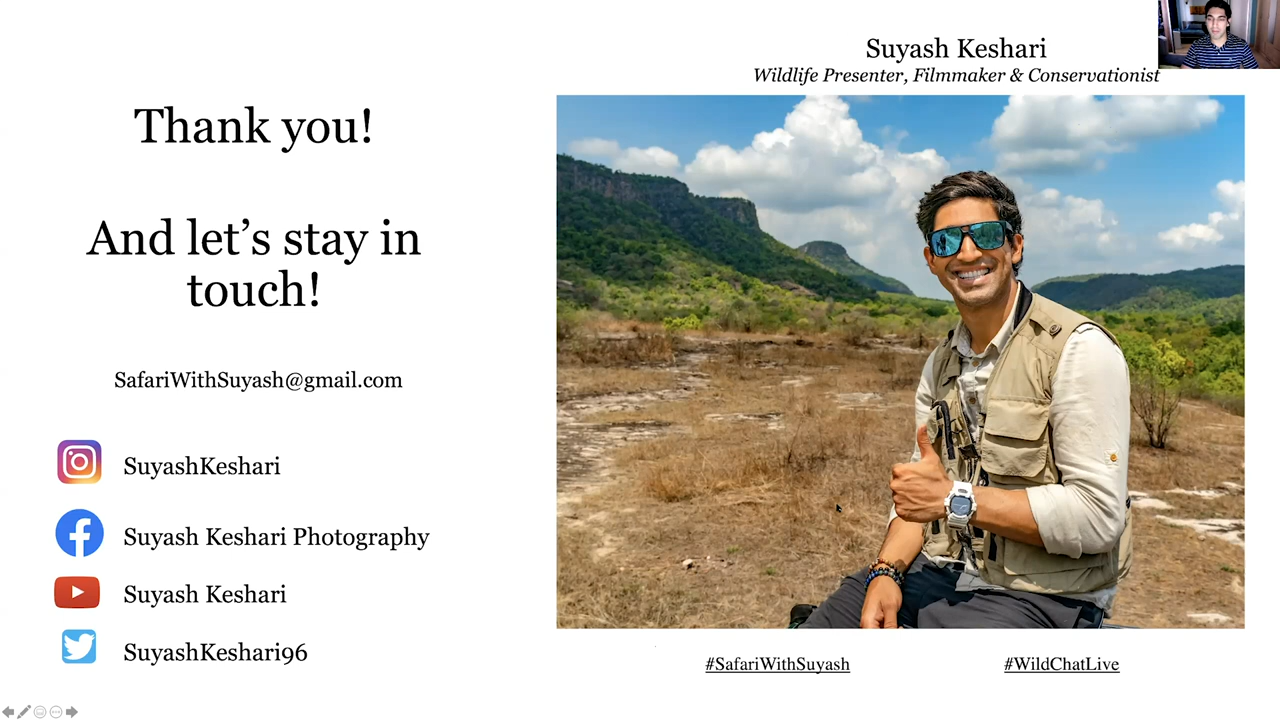 Thank you!
And let’s stay in
touch!
SafariWithSuyash@gmail.com
SuyashKeshari
Suyash Keshari Photography
Suyash Keshari
SuyashKeshari96
Suyash Keshari
Wildlife Presenter, Filmmaker & Conservationist
#SafariWithSuyash
#WildChatLive